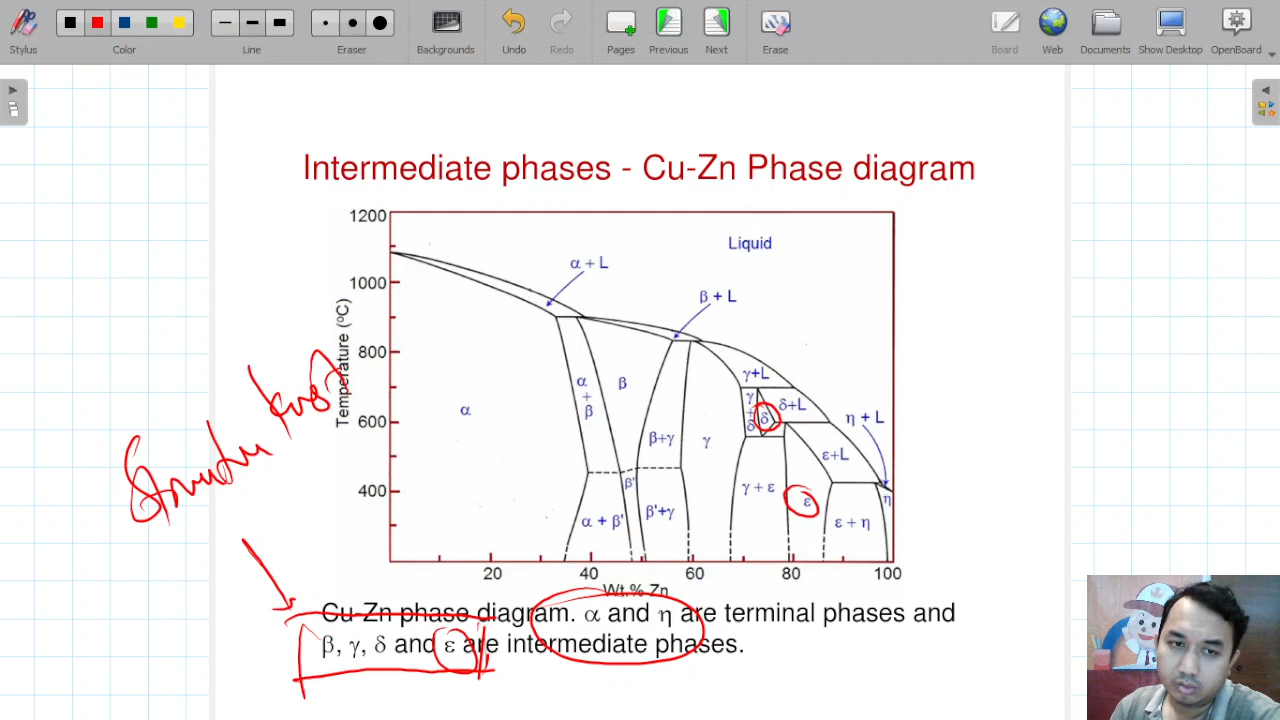 Stylus
Color
Line
Eraser
Backgrounds
Undo
Redo
Pages
Previous
Next
Erase
Board
Web
Documents
Show Desktop
OpenBoard
Intermediate phases - Cu-Zn Phase diagram
1200
1000
800
600
400
Temperature (°C)
Liquid
α + L
β + L
γ+L
δ+L
η + L
ε+L
α
α
+
β
β
β+γ
γ
γ
+
δ
δ
γ + ε
ε
ε + η
η
α + β'
β'
β'+γ
20
40
60
80
100
Wt.% Zn
Cu-Zn phase diagram. α and η are terminal phases and
β, γ, δ and ε are intermediate phases.